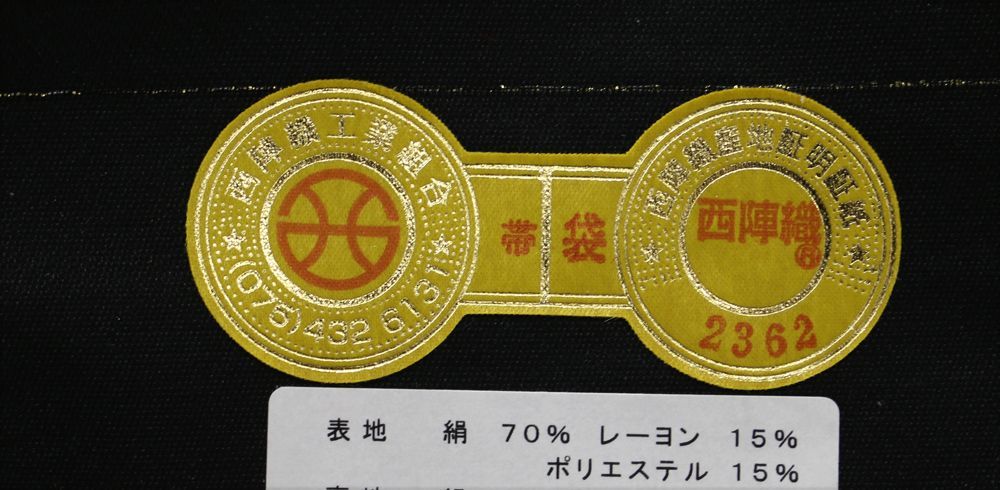 西陣織工業組合
(075)432 6131
帯 袋
西陣織産地証明証紙
西陣織®
2362
表地 絹 70% レーヨン 15%
ポリエステル 15%